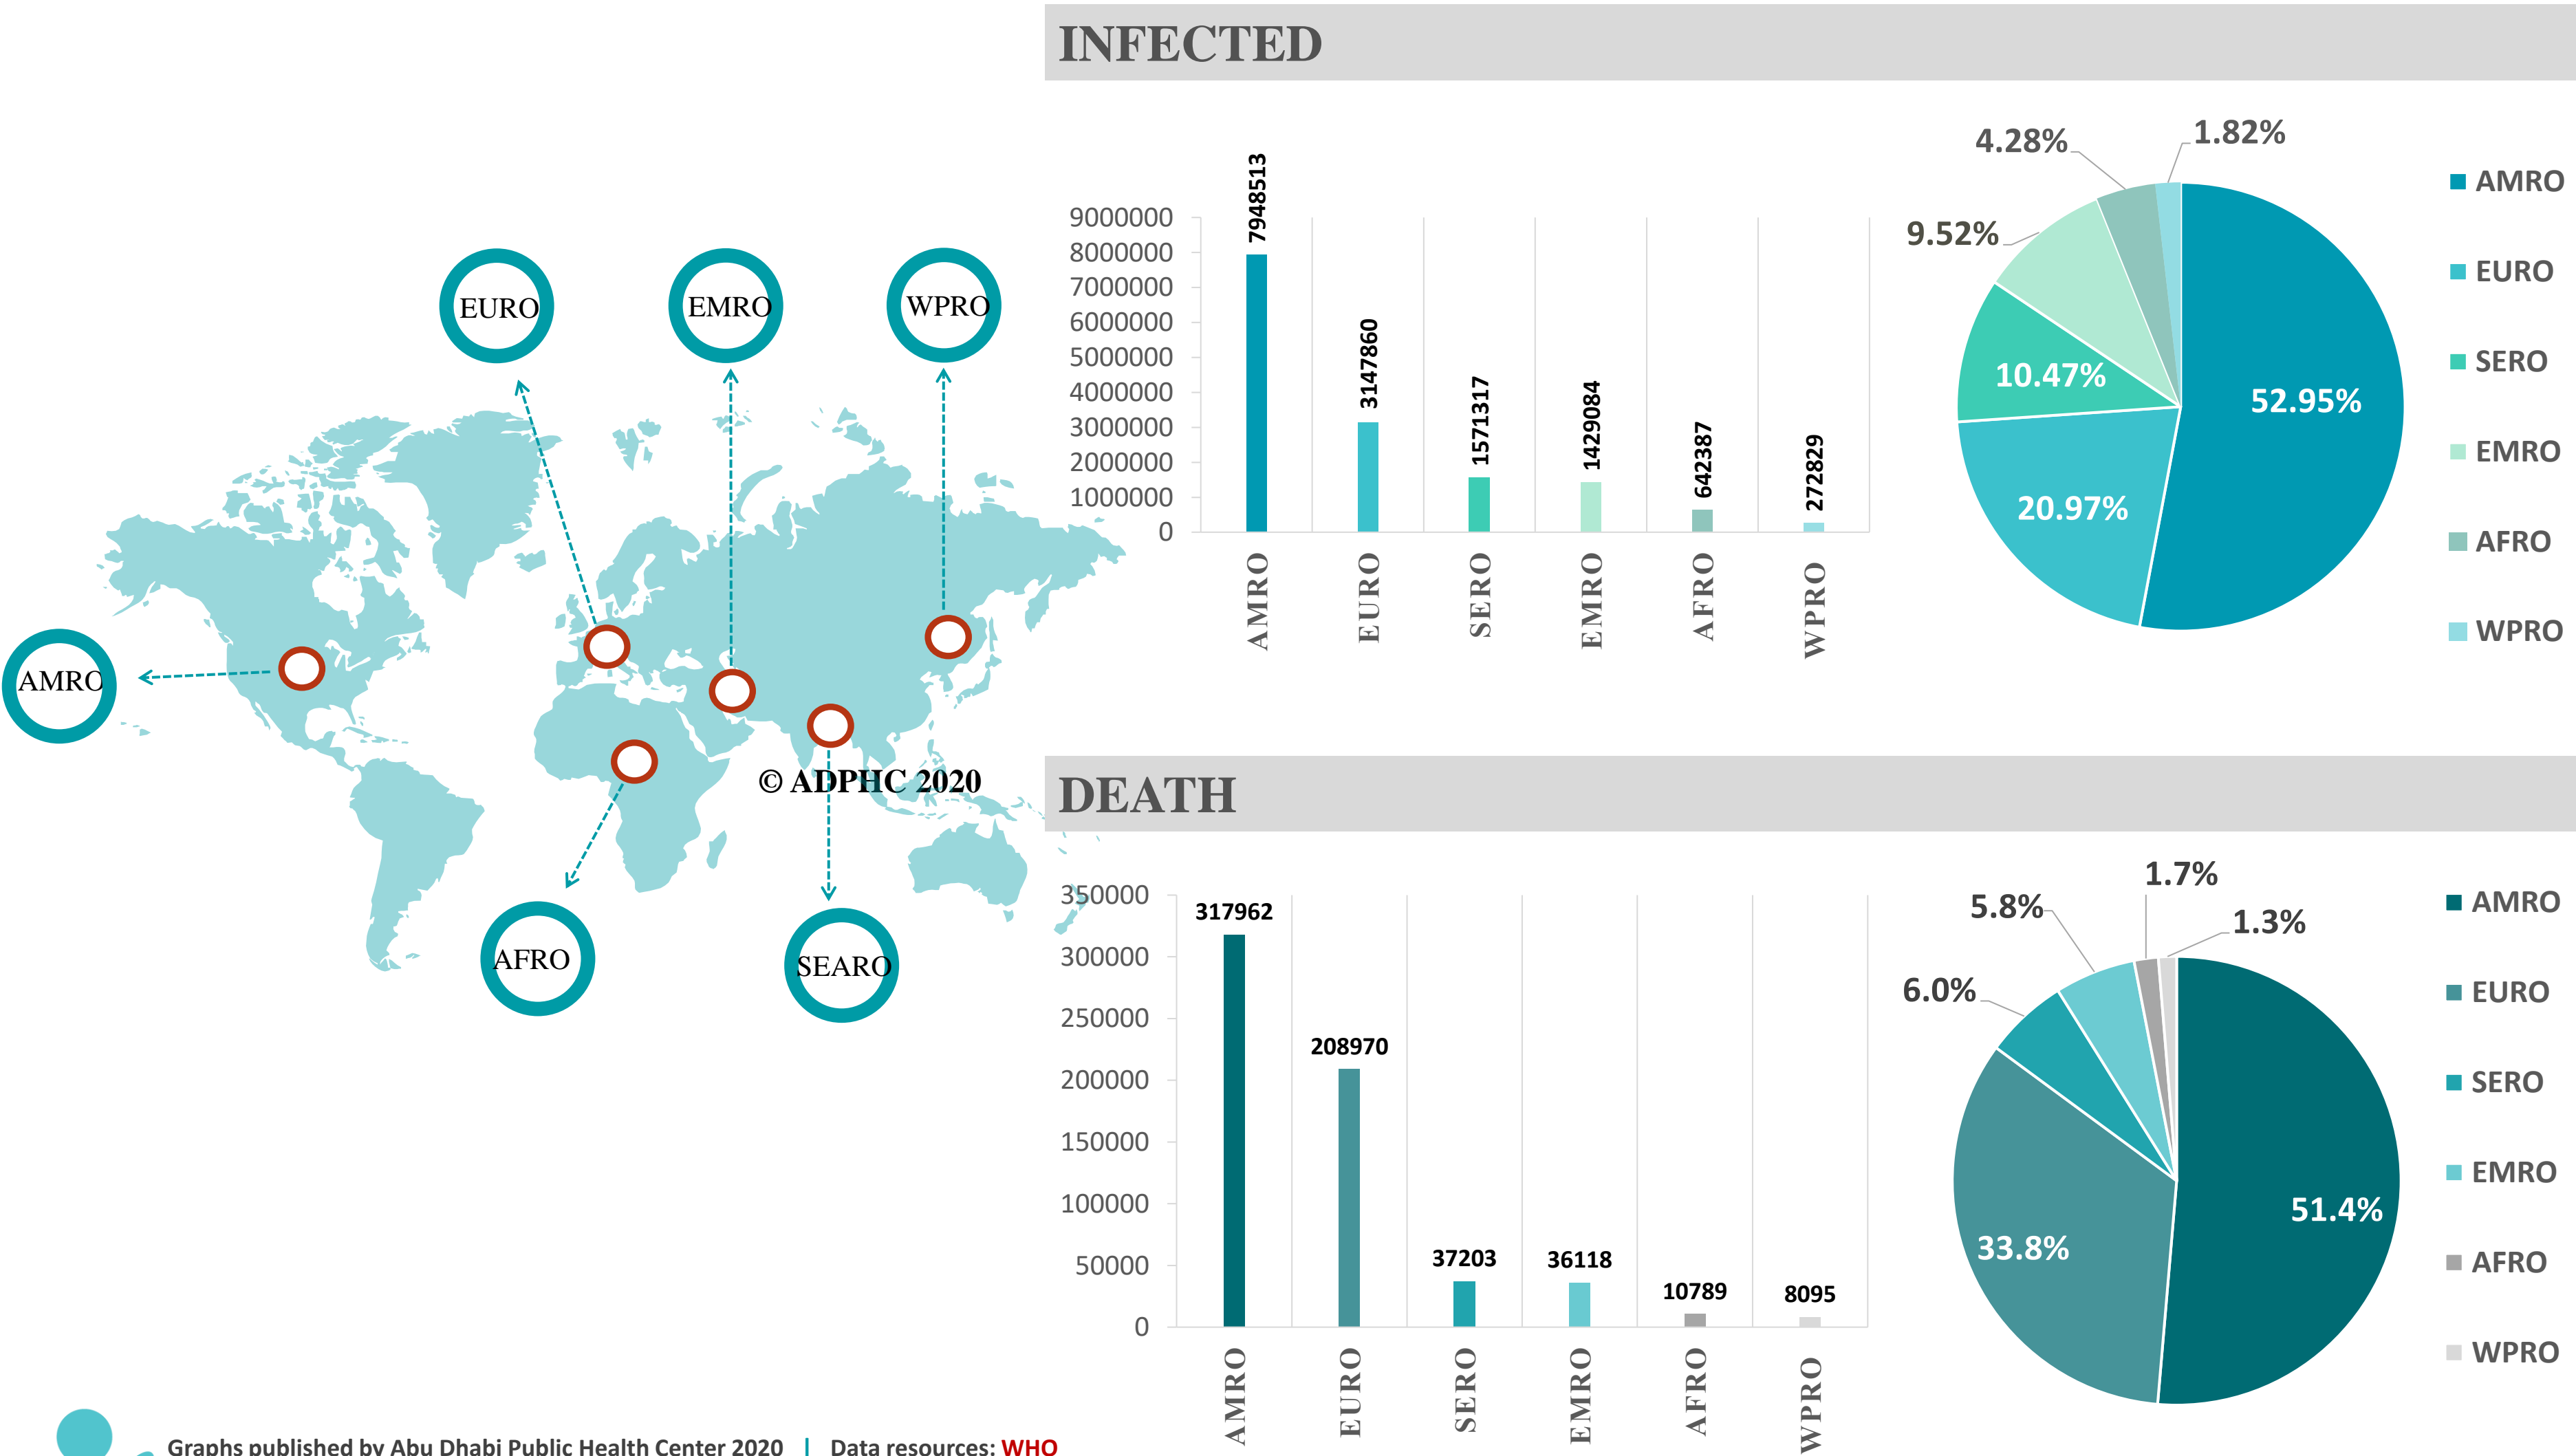 INFECTED
EURO
EMRO
WPRO
AMRO
AFRO
SEARO
© ADPHC 2020
9000000
8000000
7000000
6000000
5000000
4000000
3000000
2000000
1000000
0
7948513
3147860
1571317
1429084
642387
272829
AMRO
EURO
SERO
EMRO
AFRO
WPRO
4.28%
1.82%
9.52%
10.47%
52.95%
20.97%
AMRO
EURO
SERO
EMRO
AFRO
WPRO
DEATH
350000
300000
250000
200000
150000
100000
50000
0
317962
208970
37203
36118
10789
8095
AMRO
EURO
SERO
EMRO
AFRO
WPRO
1.7%
5.8%
1.3%
6.0%
51.4%
33.8%
AMRO
EURO
SERO
EMRO
AFRO
WPRO
Graphs published by Abu Dhabi Public Health Center 2020 | Data resources: WHO